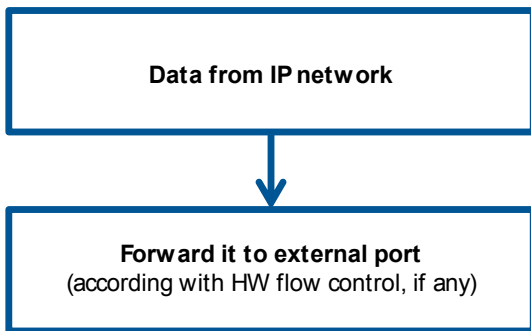 Data from IP network
Forward it to external port
(according with HW flow control, if any)